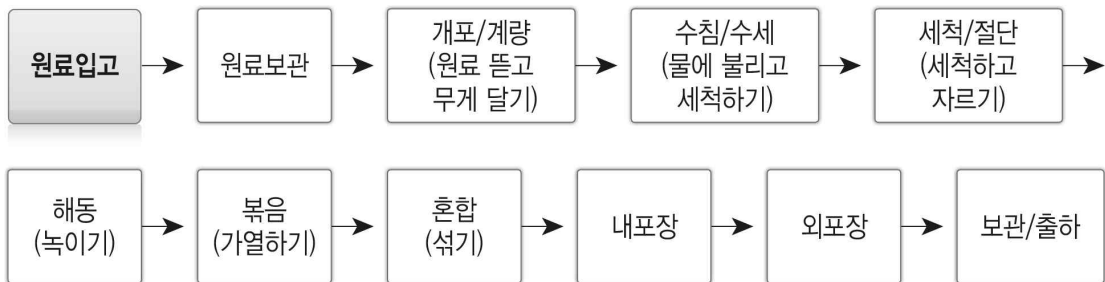 원료입고
원료보관
개포/계량
(원료 뜯고
무게 달기)
수침/수세
(물에 불리고
세척하기)
세척/절단
(세척하고
자르기)
해동
(녹이기)
볶음
(가열하기)
혼합
(섞기)
내포장
외포장
보관/출하